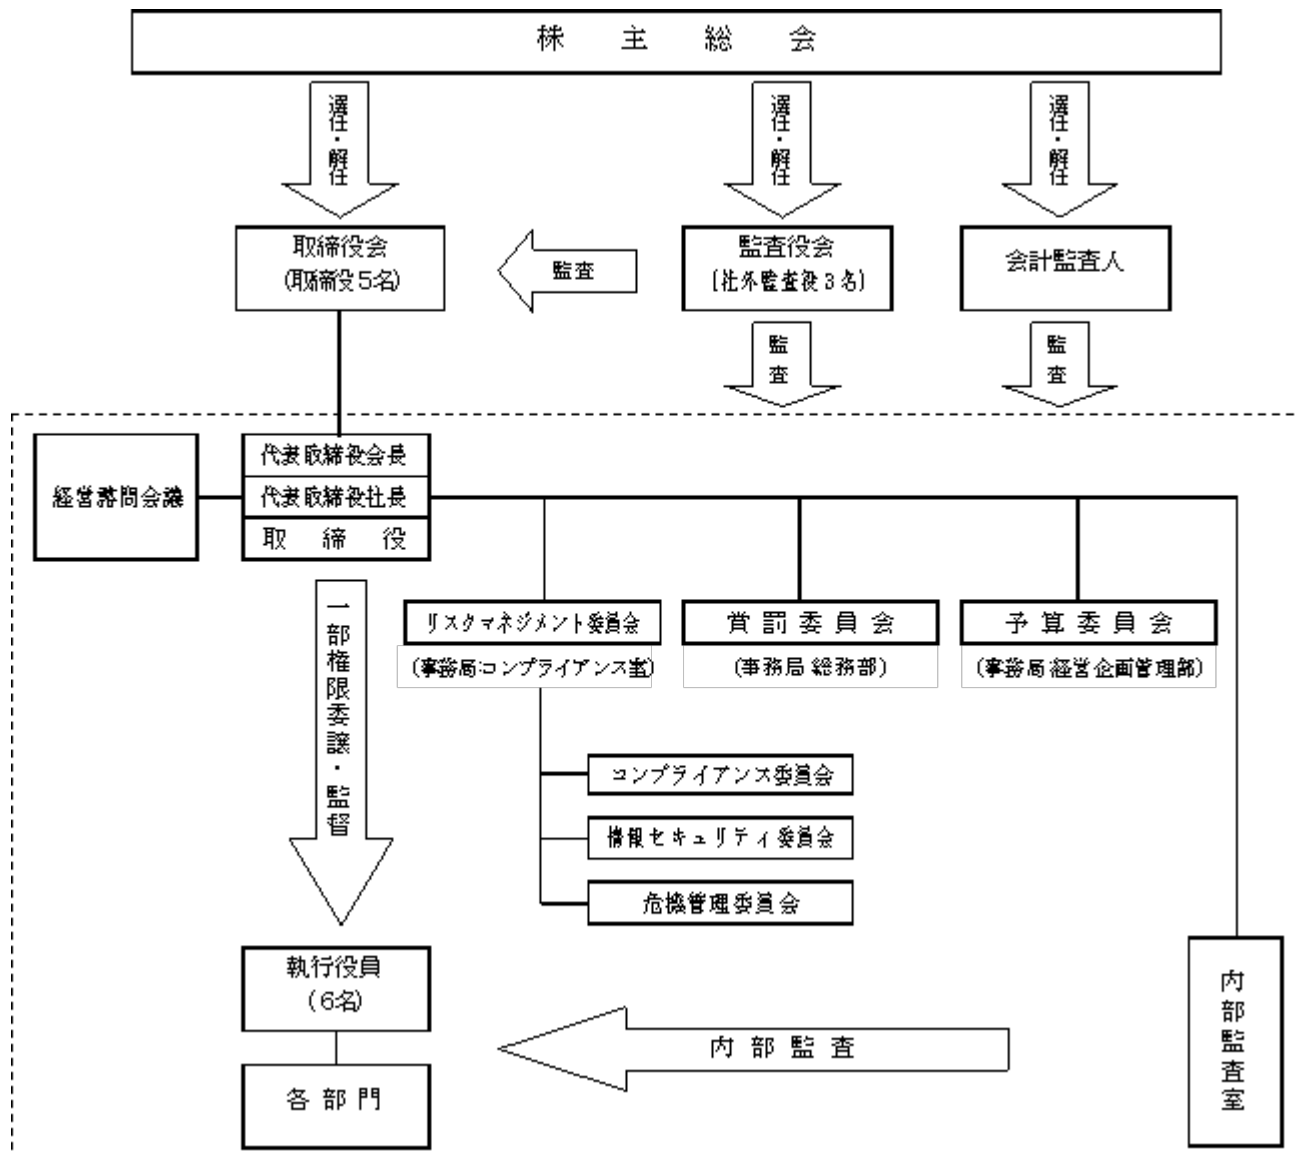 株主総会
選任・解任
選任・解任
選任・解任
取締役会
(取締役5名)
監査
監査役会
(社外監査役3名)
会計監査人
監査
監査
経営諮問会議
代表取締役会長
代表取締役社長
取締役
一部権限委譲・監督
リスクマネジメント委員会
(事務局:コンプライアンス室)
賞罰委員会
(事務局:総務部)
予算委員会
(事務局:経営企画管理部)
コンプライアンス委員会
情報セキュリティ委員会
危機管理委員会
執行役員
(6名)
各部門
内部監査
内部監査室